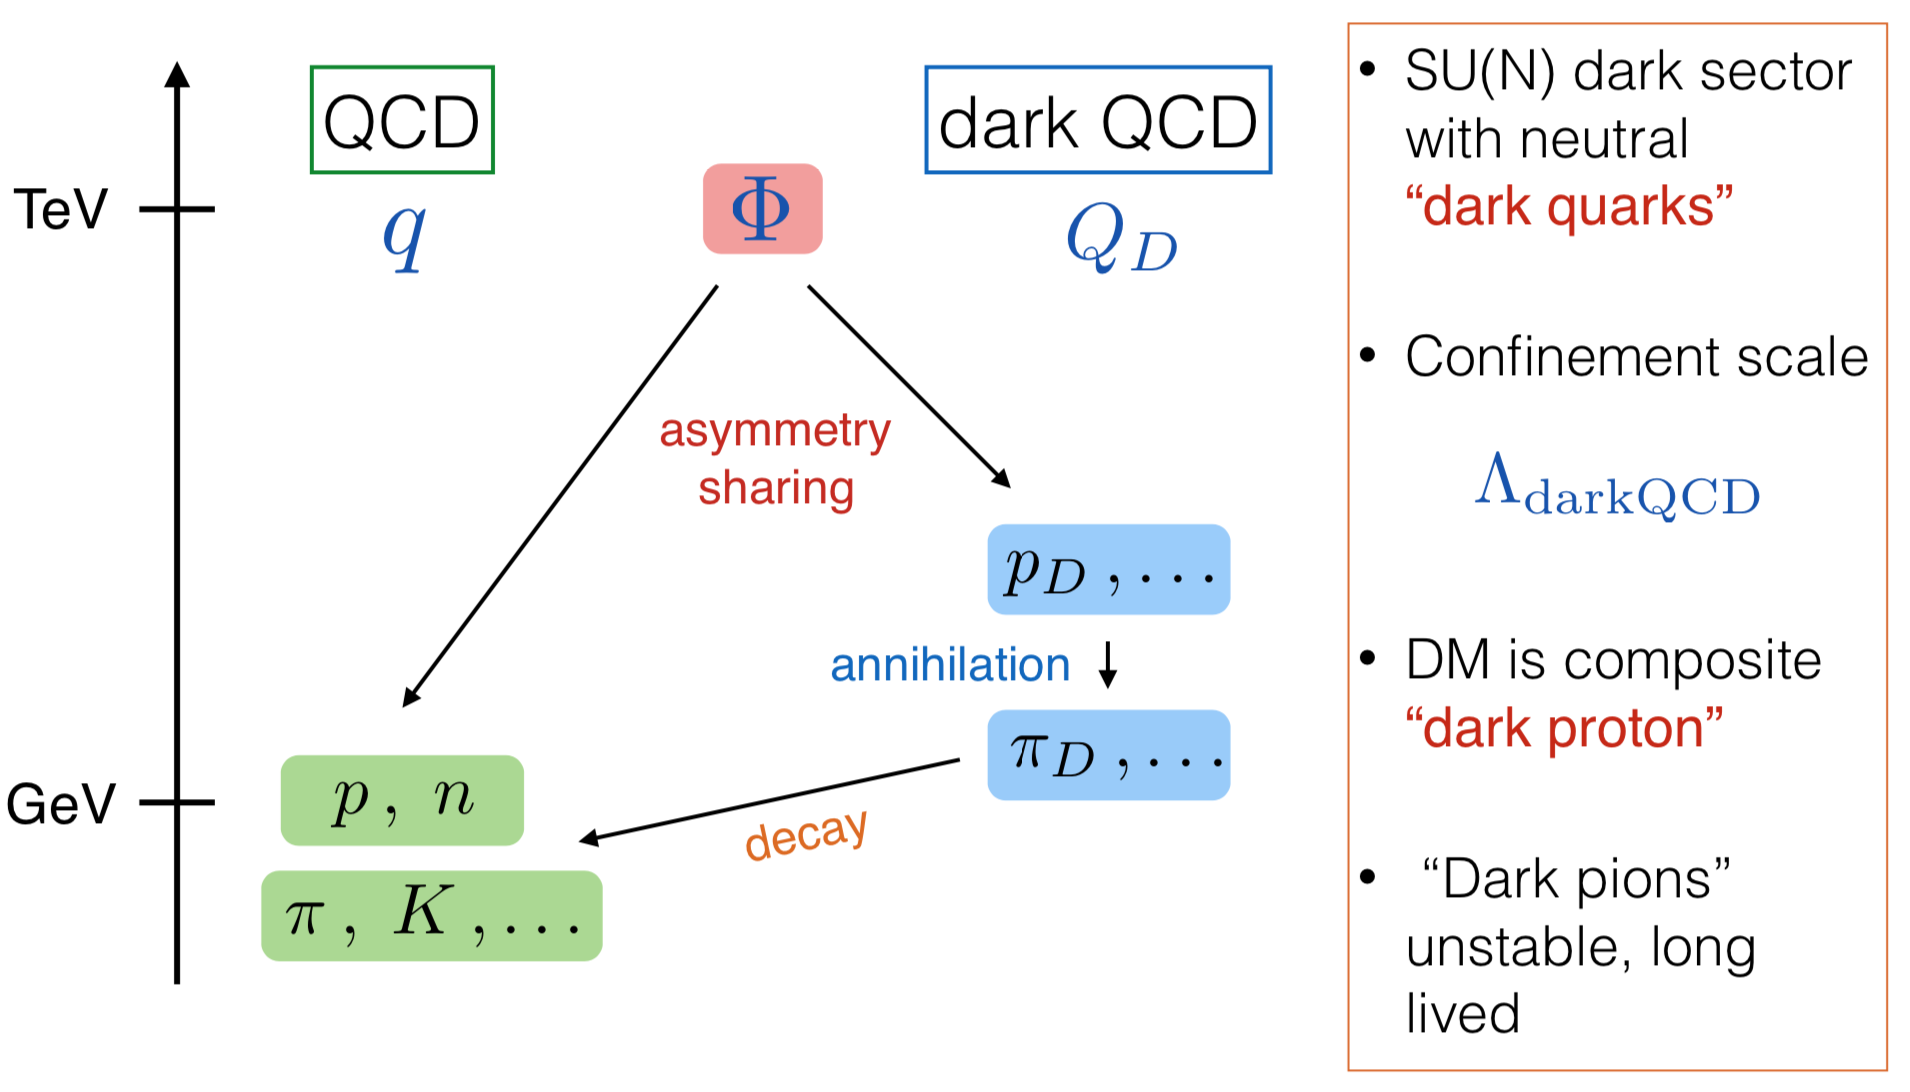 QCD
dark QCD
TeV
q
Φ
Q_D
asymmetry
sharing
p_D , . . .
annihilation
π_D , . . .
GeV
p , n
decay
π , K , . . .
• SU(N) dark sector
with neutral
“dark quarks”
• Confinement scale
Λ_darkQCD
• DM is composite
“dark proton”
• “Dark pions”
unstable, long
lived